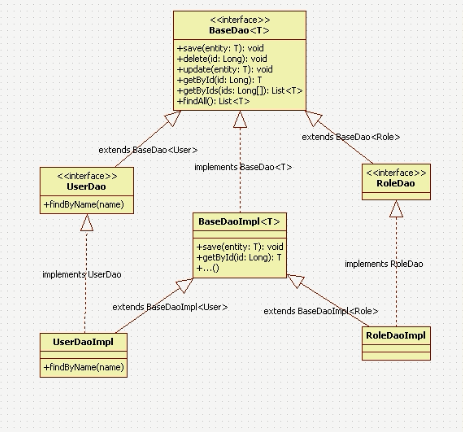 <<interface>>
BaseDao<T>
+save(entity: T): void
+delete(id: Long): void
+update(entity: T): void
+getById(id: Long): T
+getByIds(ids: Long[]): List<T>
+findAll(): List<T>
extends BaseDao<User>
implements BaseDao<T>
extends BaseDao<Role>
<<interface>>
UserDao
+findByName(name)
<<interface>>
RoleDao
BaseDaoImpl<T>
+save(entity: T): void
+getById(id: Long): T
+...()
implements UserDao
implements RoleDao
extends BaseDaoImpl<User>
extends BaseDaoImpl<Role>
UserDaoImpl
+findByName(name)
RoleDaoImpl